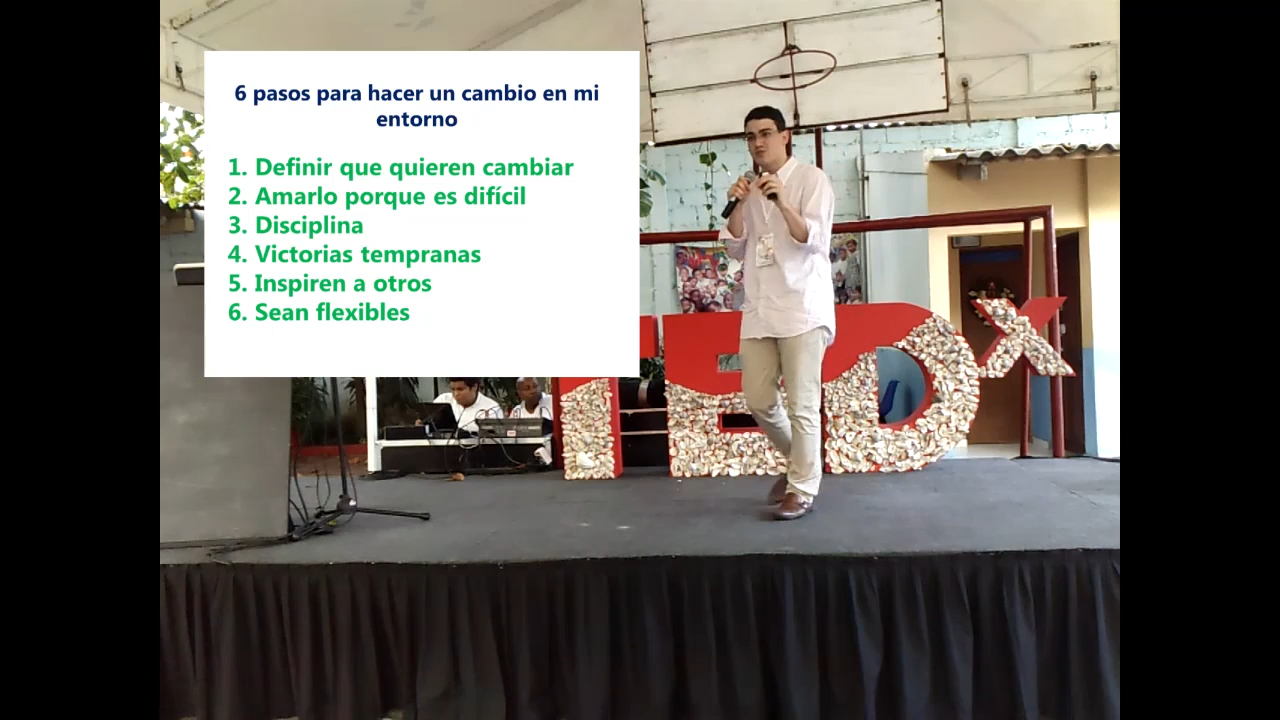 6 pasos para hacer un cambio en mi
entorno
1. Definir que quieren cambiar
2. Amarlo porque es difícil
3. Disciplina
4. Victorias tempranas
5. Inspiren a otros
6. Sean flexibles
TEDx